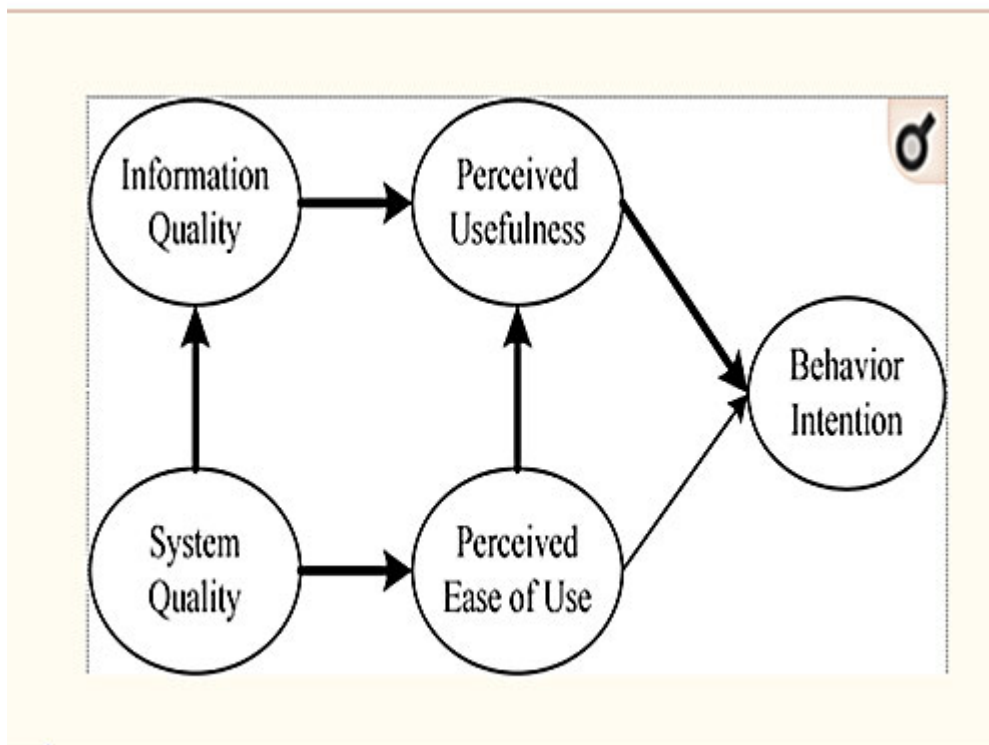 Information
Quality
Perceived
Usefulness
Behavior
Intention
System
Quality
Perceived
Ease of Use